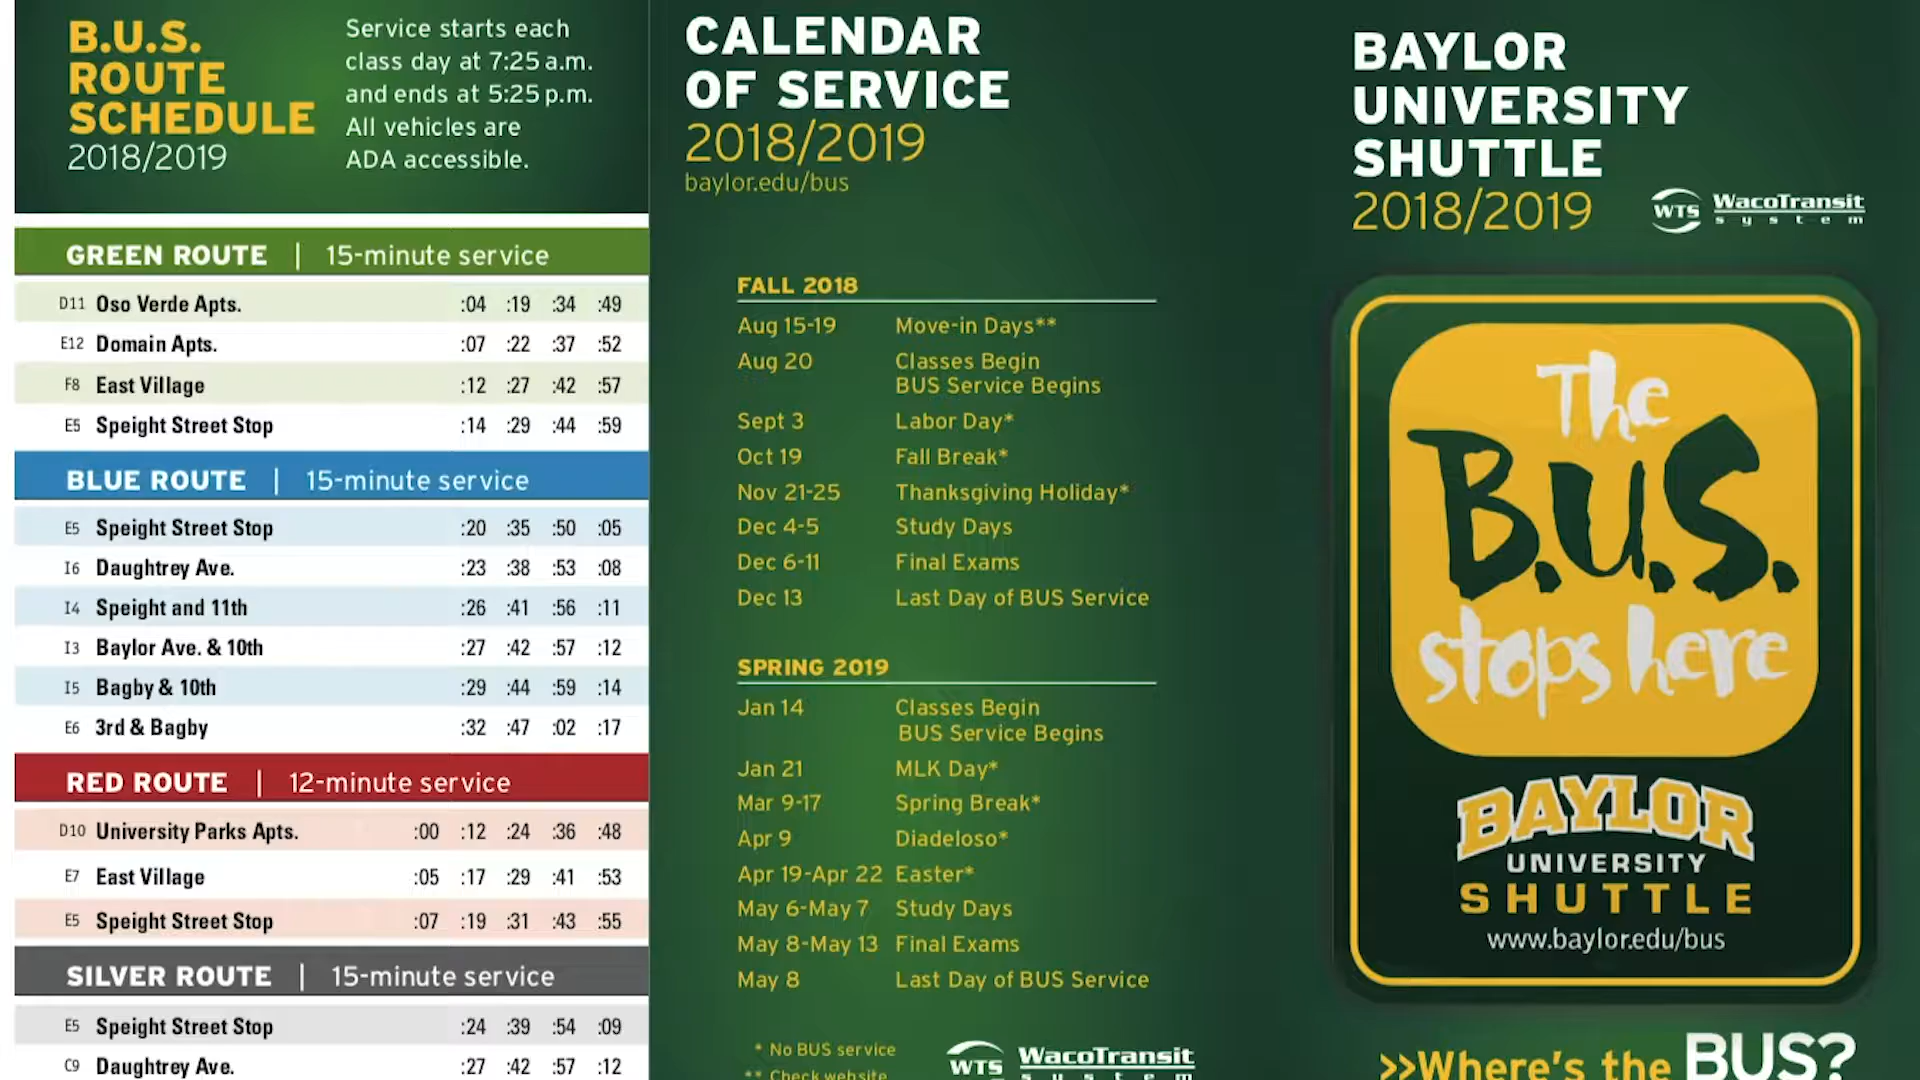 B.U.S.
ROUTE
SCHEDULE
2018/2019
Service starts each
class day at 7:25 a.m.
and ends at 5:25 p.m.
All vehicles are
ADA accessible.
GREEN ROUTE | 15-minute service
D11 Oso Verde Apts. :04 :19 :34 :49
E12 Domain Apts. :07 :22 :37 :52
F8 East Village :12 :27 :42 :57
E5 Speight Street Stop :14 :29 :44 :59
BLUE ROUTE | 15-minute service
E5 Speight Street Stop :20 :35 :50 :05
I6 Daughtrey Ave. :23 :38 :53 :08
I4 Speight and 11th :26 :41 :56 :11
I3 Baylor Ave. & 10th :27 :42 :57 :12
I5 Bagby & 10th :29 :44 :59 :14
E6 3rd & Bagby :32 :47 :02 :17
RED ROUTE | 12-minute service
D10 University Parks Apts. :00 :12 :24 :36 :48
E7 East Village :05 :17 :29 :41 :53
E5 Speight Street Stop :07 :19 :31 :43 :55
SILVER ROUTE | 15-minute service
E5 Speight Street Stop :24 :39 :54 :09
C9 Daughtrey Ave. :27 :42 :57 :12
CALENDAR
OF SERVICE
2018/2019
baylor.edu/bus
FALL 2018
Aug 15-19 Move-in Days**
Aug 20 Classes Begin
BUS Service Begins
Sept 3 Labor Day*
Oct 19 Fall Break*
Nov 21-25 Thanksgiving Holiday*
Dec 4-5 Study Days
Dec 6-11 Final Exams
Dec 13 Last Day of BUS Service
SPRING 2019
Jan 14 Classes Begin
BUS Service Begins
Jan 21 MLK Day*
Mar 9-17 Spring Break*
Apr 9 Diadeloso*
Apr 19-Apr 22 Easter*
May 6-May 7 Study Days
May 8-May 13 Final Exams
May 8 Last Day of BUS Service
* No BUS service
** Check website
WTS WacoTransit
system
BAYLOR
UNIVERSITY
SHUTTLE
2018/2019
WTS WacoTransit
system
The
B.U.S.
stops here
BAYLOR
UNIVERSITY
SHUTTLE
www.baylor.edu/bus
>>Where's the BUS?